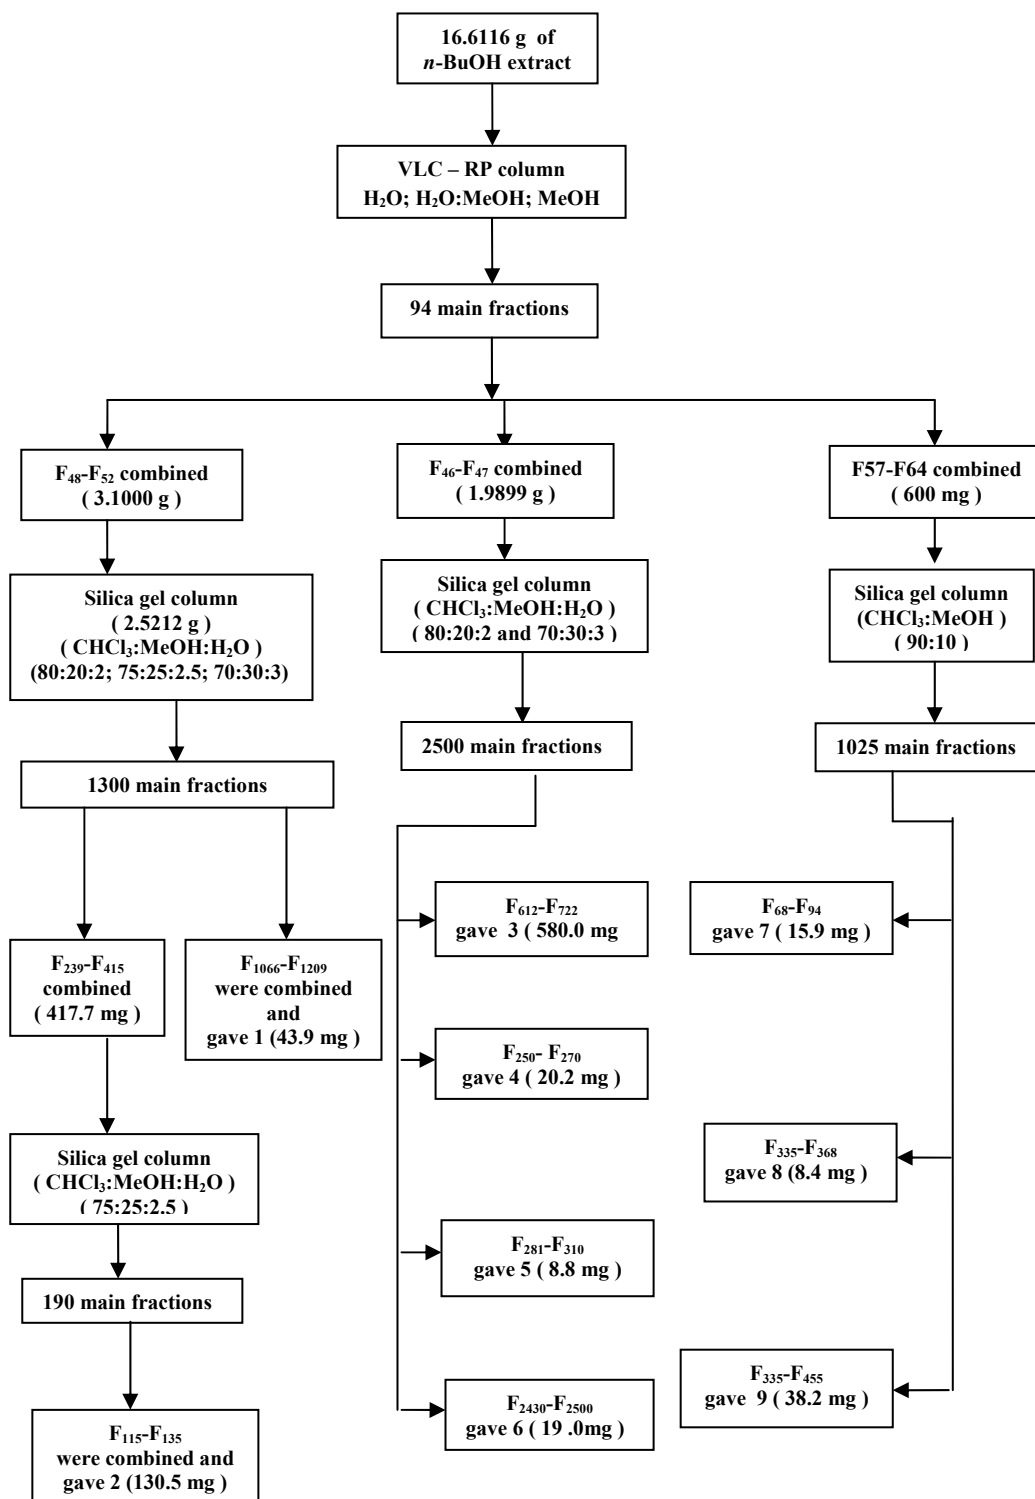 16.6116 g of
n-BuOH extract
VLC – RP column
H₂O; H₂O:MeOH; MeOH
94 main fractions
F₄₈-F₅₂ combined
( 3.1000 g )
Silica gel column
( 2.5212 g )
( CHCl₃:MeOH:H₂O )
(80:20:2; 75:25:2.5; 70:30:3)
1300 main fractions
F₂₃₉-F₄₁₅
combined
( 417.7 mg )
F₁₀₆₆-F₁₂₀₉
were combined
and
gave 1 (43.9 mg )
Silica gel column
( CHCl₃:MeOH:H₂O )
( 75:25:2.5 )
190 main fractions
F₁₁₅-F₁₃₅
were combined and
gave 2 (130.5 mg )
F₄₆-F₄₇ combined
( 1.9899 g )
Silica gel column
( CHCl₃:MeOH:H₂O )
( 80:20:2 and 70:30:3 )
2500 main fractions
F₆₁₂-F₇₂₂
gave 3 ( 580.0 mg
F₂₅₀- F₂₇₀
gave 4 ( 20.2 mg )
F₂₈₁-F₃₁₀
gave 5 ( 8.8 mg )
F₂₄₃₀-F₂₅₀₀
gave 6 ( 19 .0mg )
F57-F64 combined
( 600 mg )
Silica gel column
(CHCl₃:MeOH )
( 90:10 )
1025 main fractions
F₆₈-F₉₄
gave 7 ( 15.9 mg )
F₃₃₅-F₃₆₈
gave 8 (8.4 mg )
F₃₃₅-F₄₅₅
gave 9 ( 38.2 mg )